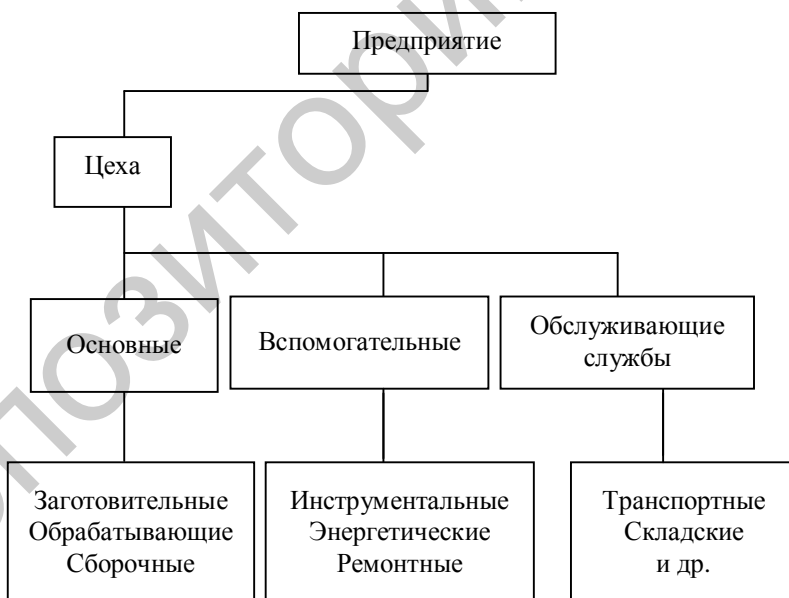 Предприятие
Цеха
Основные
Вспомогательные
Обслуживающие
службы
Заготовительные
Обрабатывающие
Сборочные
Инструментальные
Энергетические
Ремонтные
Транспортные
Складские
и др.